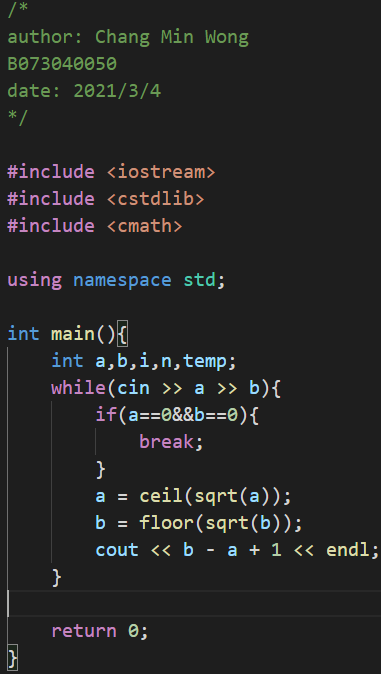 /*
author: Chang Min Wong
B073040050
date: 2021/3/4
*/
#include <iostream>
#include <cstdlib>
#include <cmath>
using namespace std;
int main(){
    int a,b,i,n,temp;
    while(cin >> a >> b){
        if(a==0&&b==0){
            break;
        }
        a = ceil(sqrt(a));
        b = floor(sqrt(b));
        cout << b - a + 1 << endl;
    }
    return 0;
}